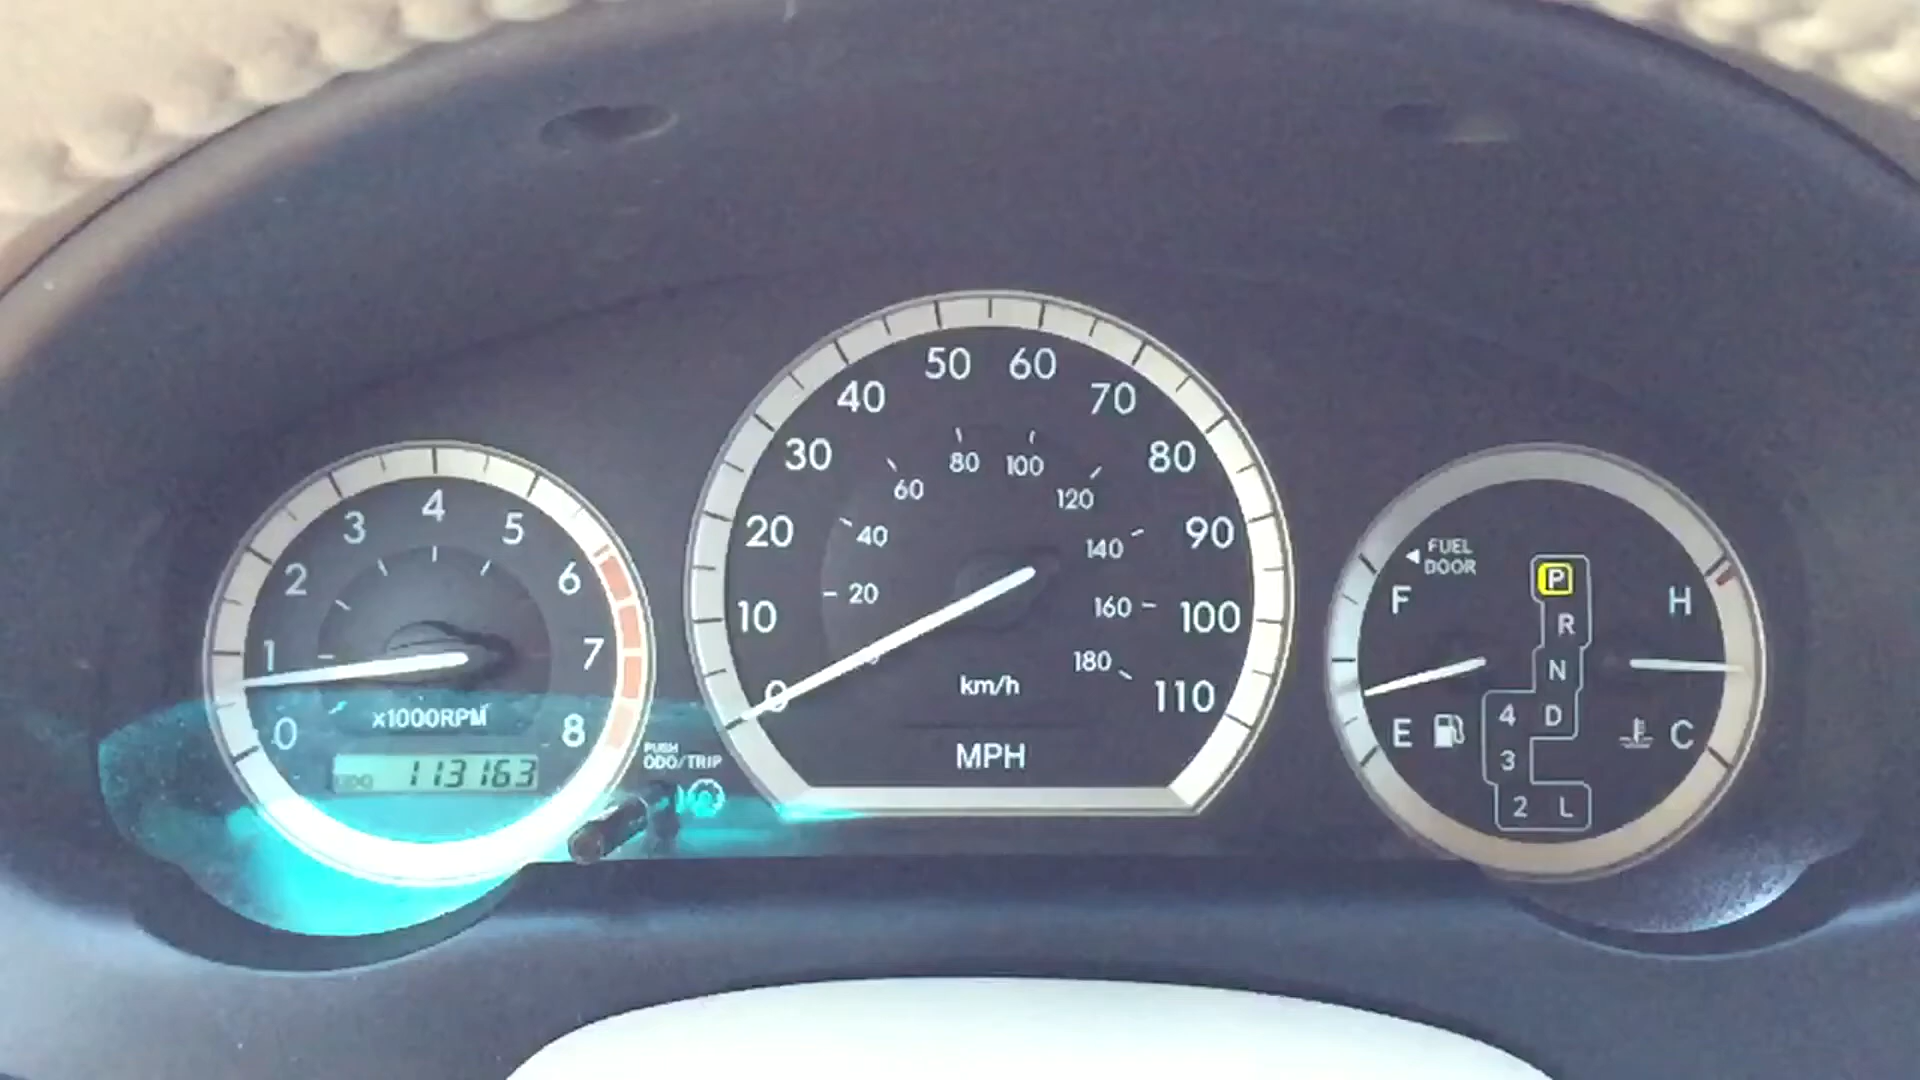 50 60
40 70
30 80
20 90
10 100
0 110
80 100
60 120
40 140
20 160
180
km/h
MPH
4
3 5
2 6
1 7
0 8
x1000RPM
ODO 113163
PUSH
ODO/TRIP
◄ FUEL
DOOR
F H
E C
P
R
N
4 D
3
2 L